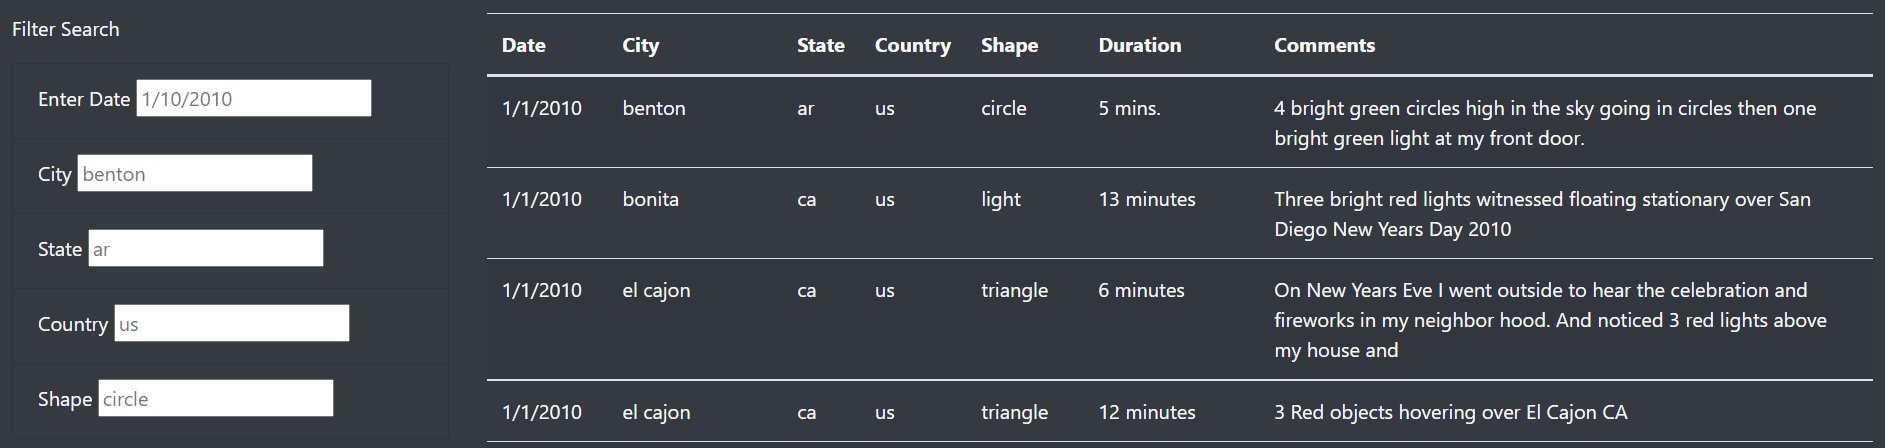 Filter Search
Enter Date 1/10/2010
City benton
State ar
Country us
Shape circle
Date City State Country Shape Duration Comments
1/1/2010 benton ar us circle 5 mins. 4 bright green circles high in the sky going in circles then one
bright green light at my front door.
1/1/2010 bonita ca us light 13 minutes Three bright red lights witnessed floating stationary over San
Diego New Years Day 2010
1/1/2010 el cajon ca us triangle 6 minutes On New Years Eve I went outside to hear the celebration and
fireworks in my neighbor hood. And noticed 3 red lights above
my house and
1/1/2010 el cajon ca us triangle 12 minutes 3 Red objects hovering over El Cajon CA